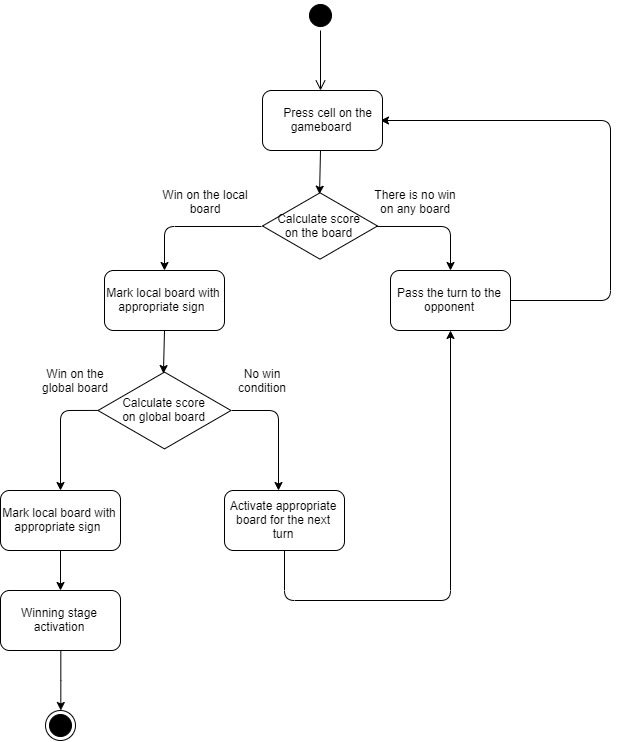 Press cell on the
gameboard
Win on the local
board
There is no win
on any board
Calculate score
on the board
Mark local board with
appropriate sign
Pass the turn to the
opponent
Win on the
global board
No win
condition
Calculate score
on global board
Mark local board with
appropriate sign
Activate appropriate
board for the next
turn
Winning stage
activation